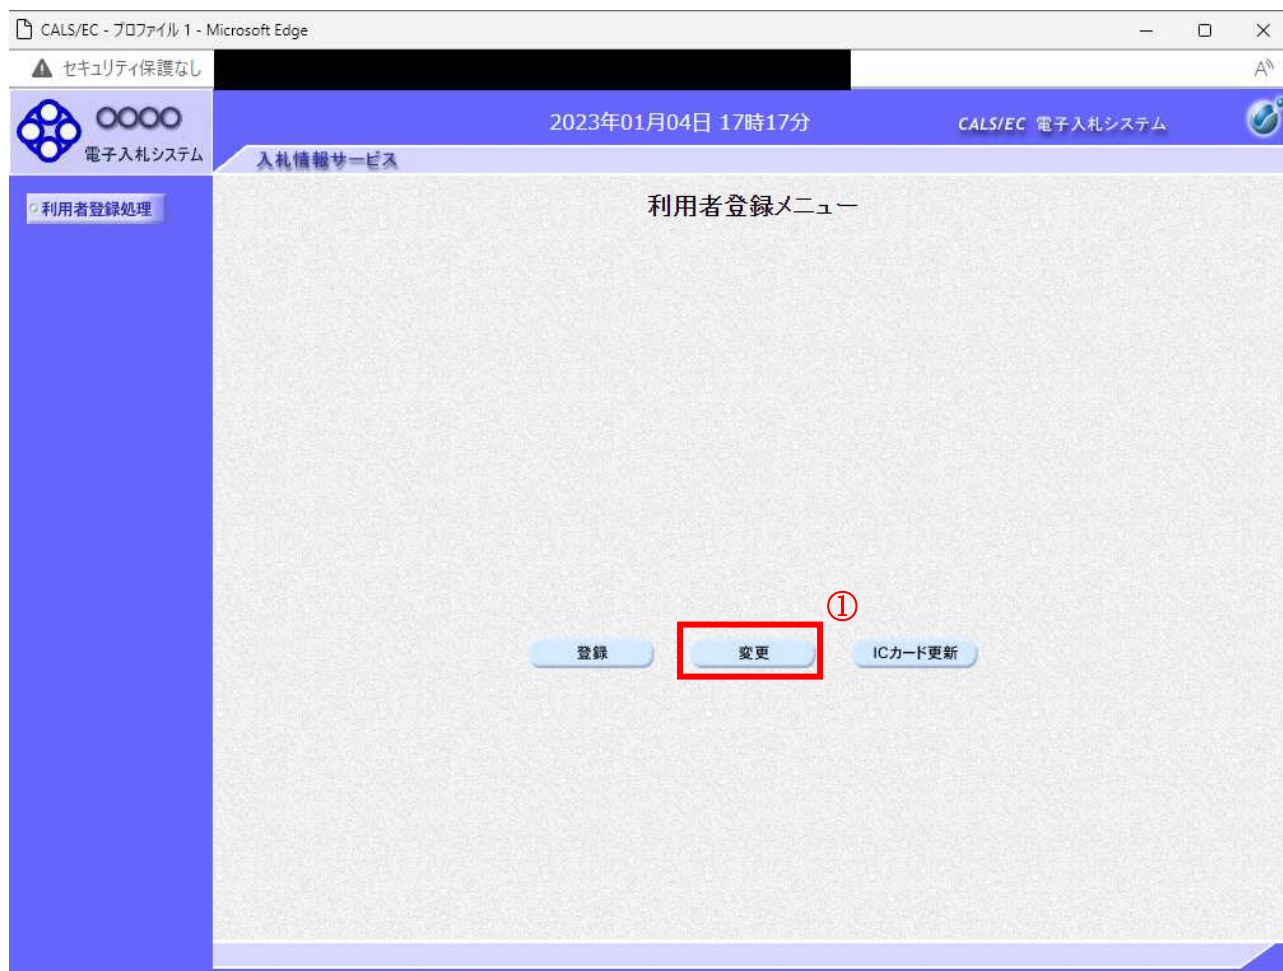 CALS/EC - プロファイル 1 - Microsoft Edge
セキュリティ保護なし
A
OOOO
電子入札システム
2023年01月04日 17時17分
CALS/EC 電子入札システム
入札情報サービス
利用者登録処理
利用者登録メニュー
①
登録
変更
ICカード更新